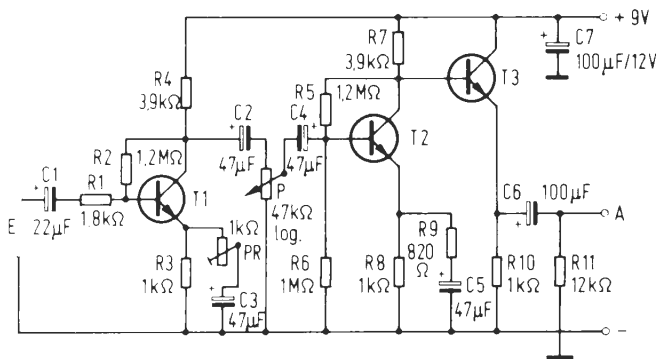 + 9V
R7
3,9kΩ
C7
100µF/12V
T3
R4
3,9kΩ
R5
1,2MΩ
C2
47µF
C4
47µF
T2
R2
1,2MΩ
C1
22µF
R1
1,8kΩ
T1
P
47kΩ
log.
C6
100µF
A
E
1kΩ
PR
R3
1kΩ
C3
47µF
R6
1MΩ
R8
1kΩ
R9
820
Ω
C5
47µF
R10
1kΩ
R11
12kΩ
−